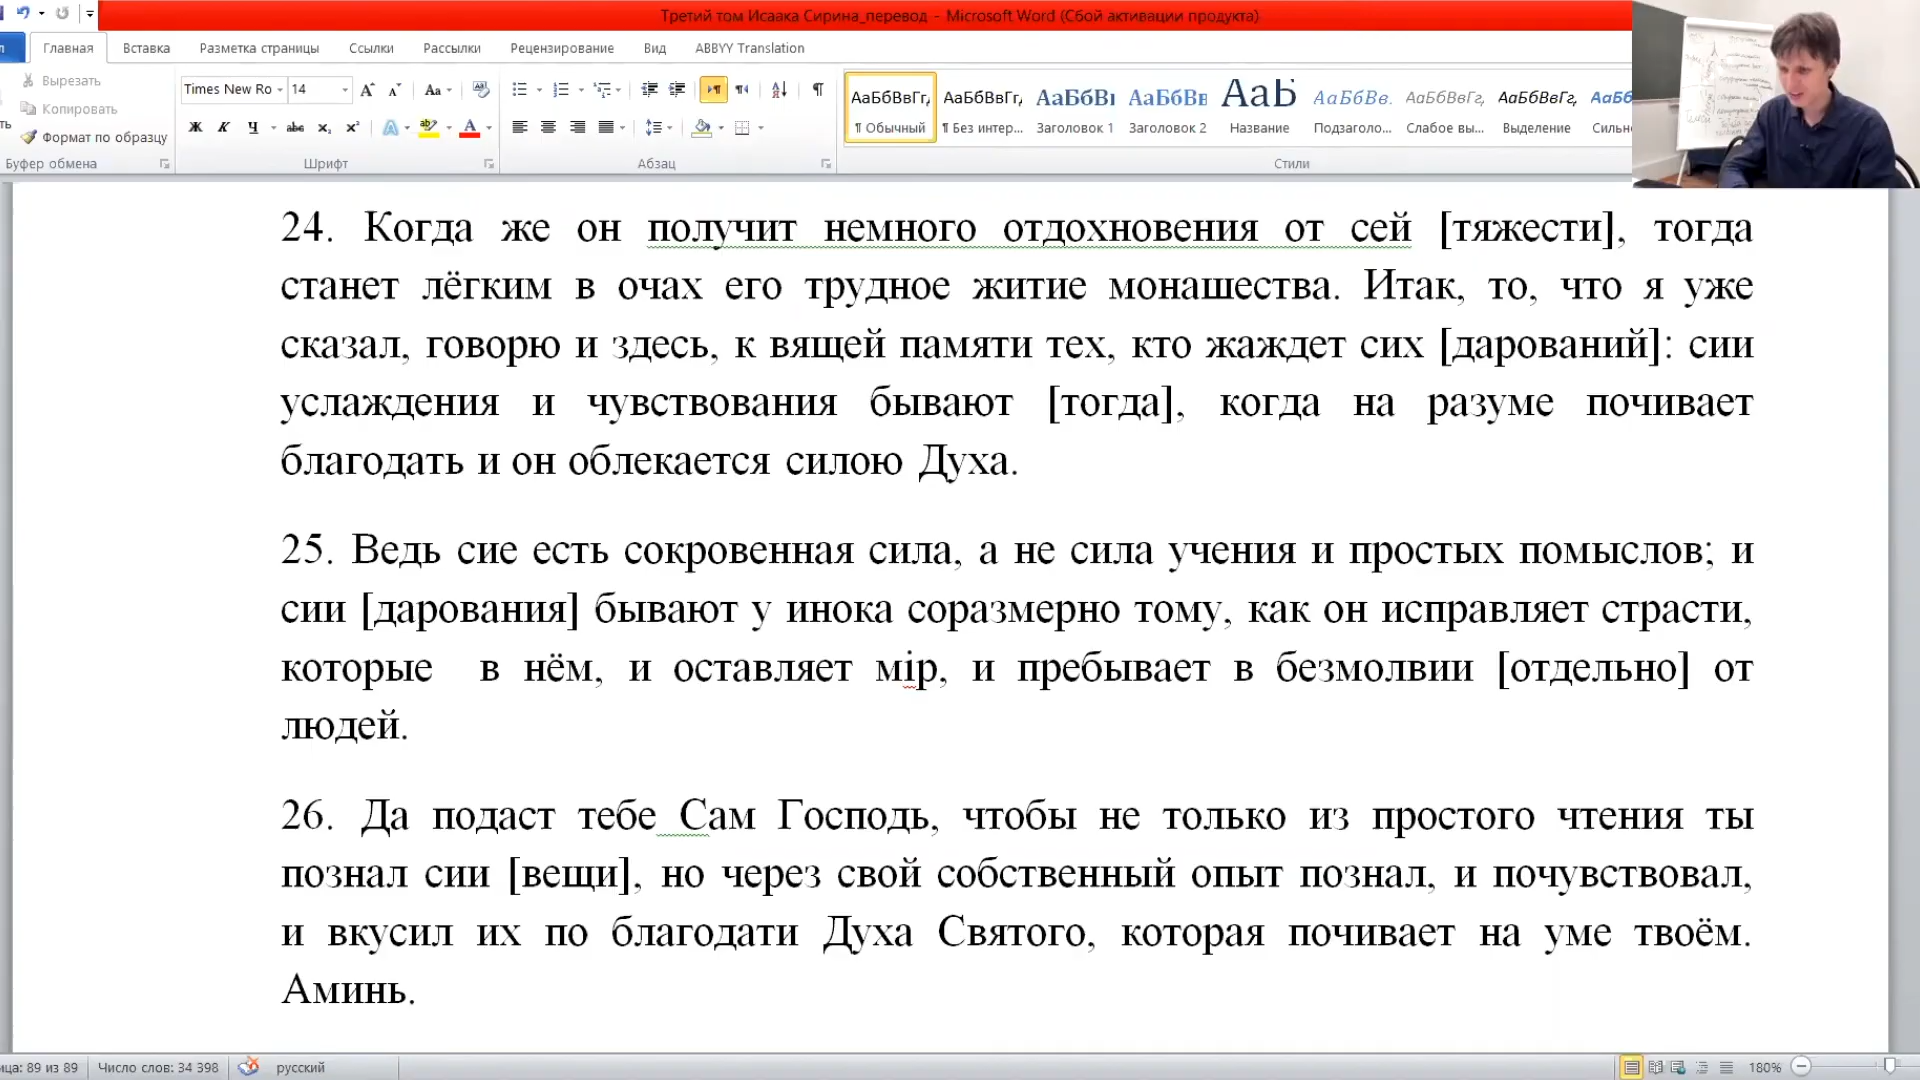 Третий том Исаака Сирина_перевод - Microsoft Word (Сбой активации продукта)
Главная Вставка Разметка страницы Ссылки Рассылки Рецензирование Вид ABBYY Translation
Вырезать
Копировать
Формат по образцу
Буфер обмена
Times New Ro 14
Шрифт
Абзац
АаБбВвГг, АаБбВвГг, АаБбВı АаБбВв АаБ АаБбВв. АаБбВвГг, АаБбВвГг, АаБб
¶ Обычный ¶ Без интер... Заголовок 1 Заголовок 2 Название Подзаголо... Слабое вы... Выделение Сильн
Стили
24. Когда же он получит немного отдохновения от сей [тяжести], тогда
станет лёгким в очах его трудное житие монашества. Итак, то, что я уже
сказал, говорю и здесь, к вящей памяти тех, кто жаждет сих [дарований]: сии
услаждения и чувствования бывают [тогда], когда на разуме почивает
благодать и он облекается силою Духа.
25. Ведь сие есть сокровенная сила, а не сила учения и простых помыслов; и
сии [дарования] бывают у инока соразмерно тому, как он исправляет страсти,
которые в нём, и оставляет мір, и пребывает в безмолвии [отдельно] от
людей.
26. Да подаст тебе Сам Господь, чтобы не только из простого чтения ты
познал сии [вещи], но через свой собственный опыт познал, и почувствовал,
и вкусил их по благодати Духа Святого, которая почивает на уме твоём.
Аминь.
ица: 89 из 89 Число слов: 34 398 русский 180%